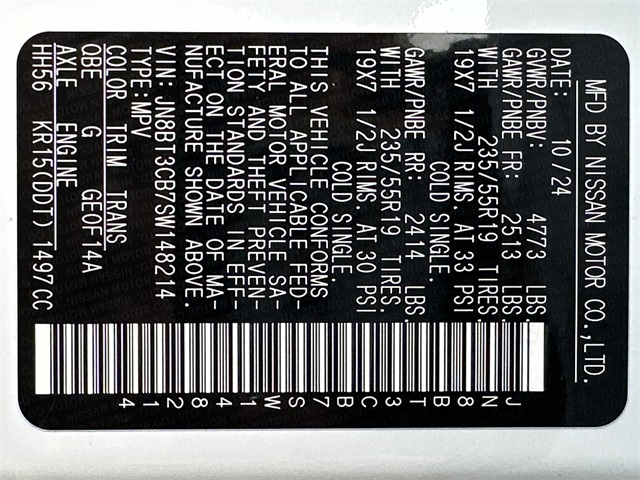 MFD BY NISSAN MOTOR CO.,LTD.
DATE: 10/24
GVWR/PNBV: 4773 LBS
GAWR/PNBE FR: 2513 LBS.
WITH 235/55R19 TIRES.
19X7 1/2J RIMS. AT 33 PSI
COLD SINGLE.
GAWR/PNBE RR: 2414 LBS
WITH 235/55R19 TIRES.
19X7 1/2J RIMS. AT 30 PSI
COLD SINGLE.
THIS VEHICLE CONFORMS
TO ALL APPLICABLE FED-
ERAL MOTOR VEHICLE SA-
FETY AND THEFT PREVEN-
TION STANDARDS IN EFF-
ECT ON THE DATE OF MA-
NUFACTURE SHOWN ABOVE.
VIN: JN8BT3CB7SW148214
TYPE:MPV
COLOR TRIM TRANS
QBE G GE0F14A
AXLE ENGINE
HH56 KR15(DDT) 1497CC
JN8BT3CB7SW148214